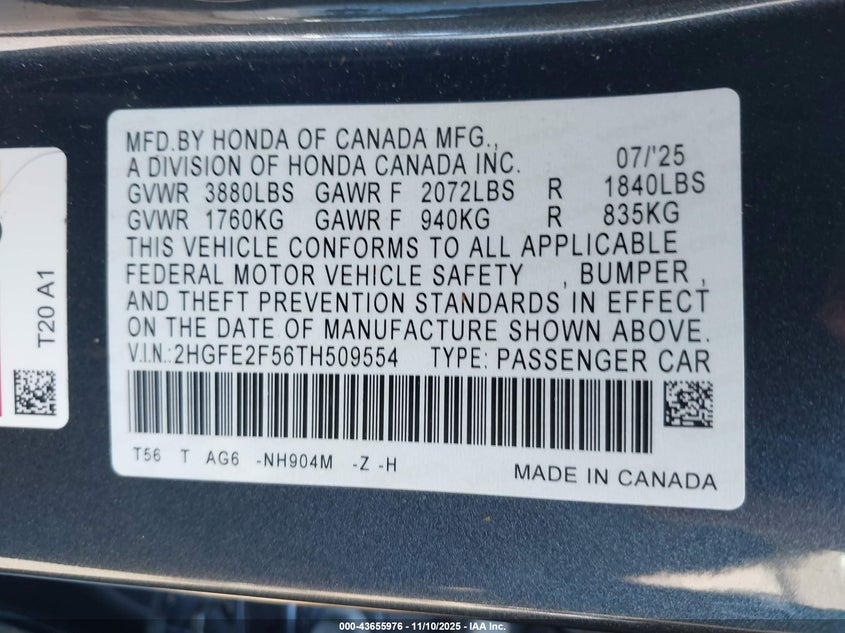 MFD.BY HONDA OF CANADA MFG.,
A DIVISION OF HONDA CANADA INC. 07/'25
GVWR 3880LBS GAWR F 2072LBS R 1840LBS
GVWR 1760KG GAWR F 940KG R 835KG
THIS VEHICLE CONFORMS TO ALL APPLICABLE
FEDERAL MOTOR VEHICLE SAFETY , BUMPER ,
AND THEFT PREVENTION STANDARDS IN EFFECT
ON THE DATE OF MANUFACTURE SHOWN ABOVE.
V.I.N.:2HGFE2F56TH509554 TYPE: PASSENGER CAR
T56 T AG6 -NH904M -Z -H
MADE IN CANADA
T20 A1
000-43655976 - 11/10/2025 - IAA Inc.